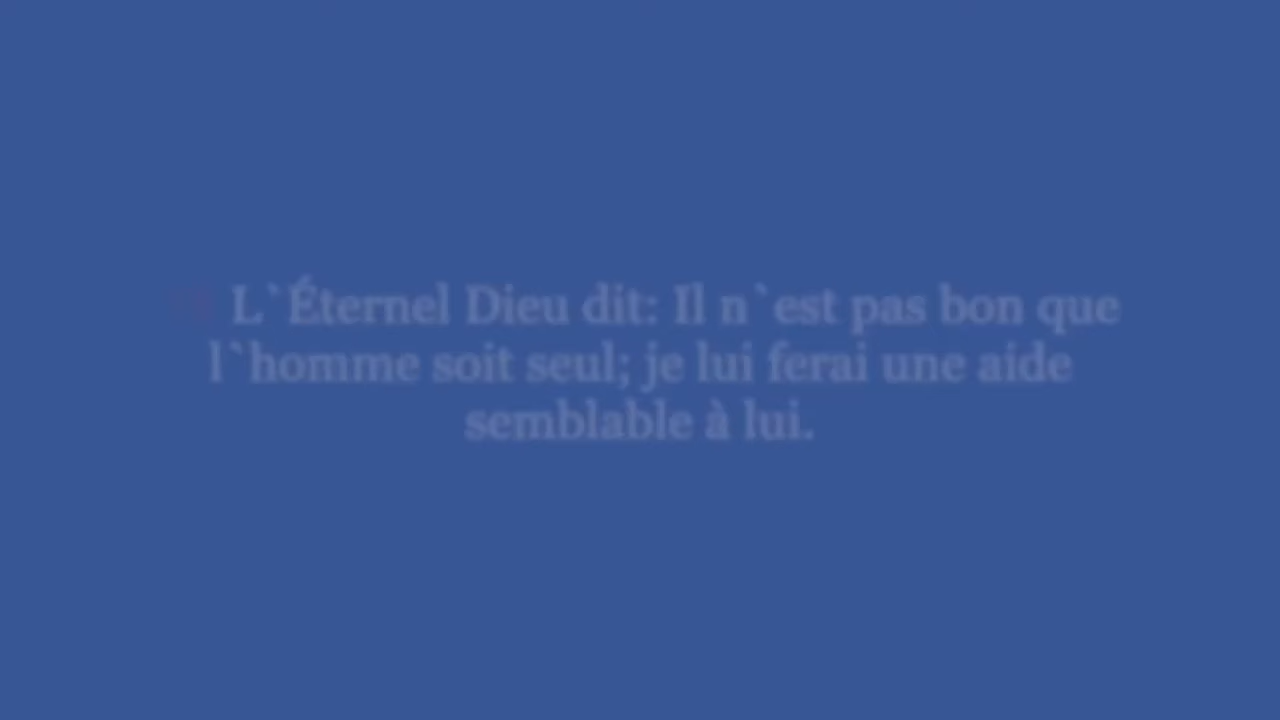 L`Éternel Dieu dit: Il n`est pas bon que
l`homme soit seul; je lui ferai une aide
semblable à lui.